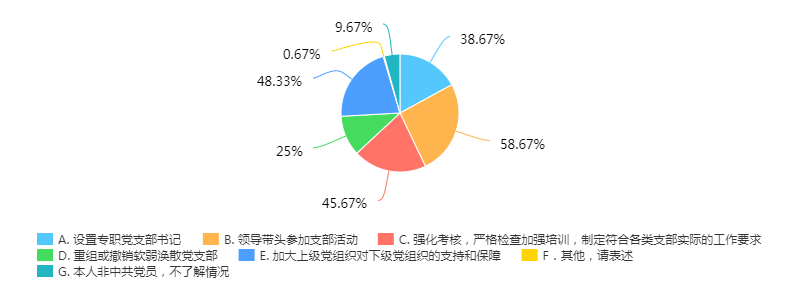 9.67%
38.67%
0.67%
48.33%
58.67%
25%
45.67%
A. 设置专职党支部书记 B. 领导带头参加支部活动 C. 强化考核，严格检查加强培训，制定符合各类支部实际的工作要求
D. 重组或撤销软弱涣散党支部 E. 加大上级党组织对下级党组织的支持和保障 F．其他，请表述
G. 本人非中共党员，不了解情况